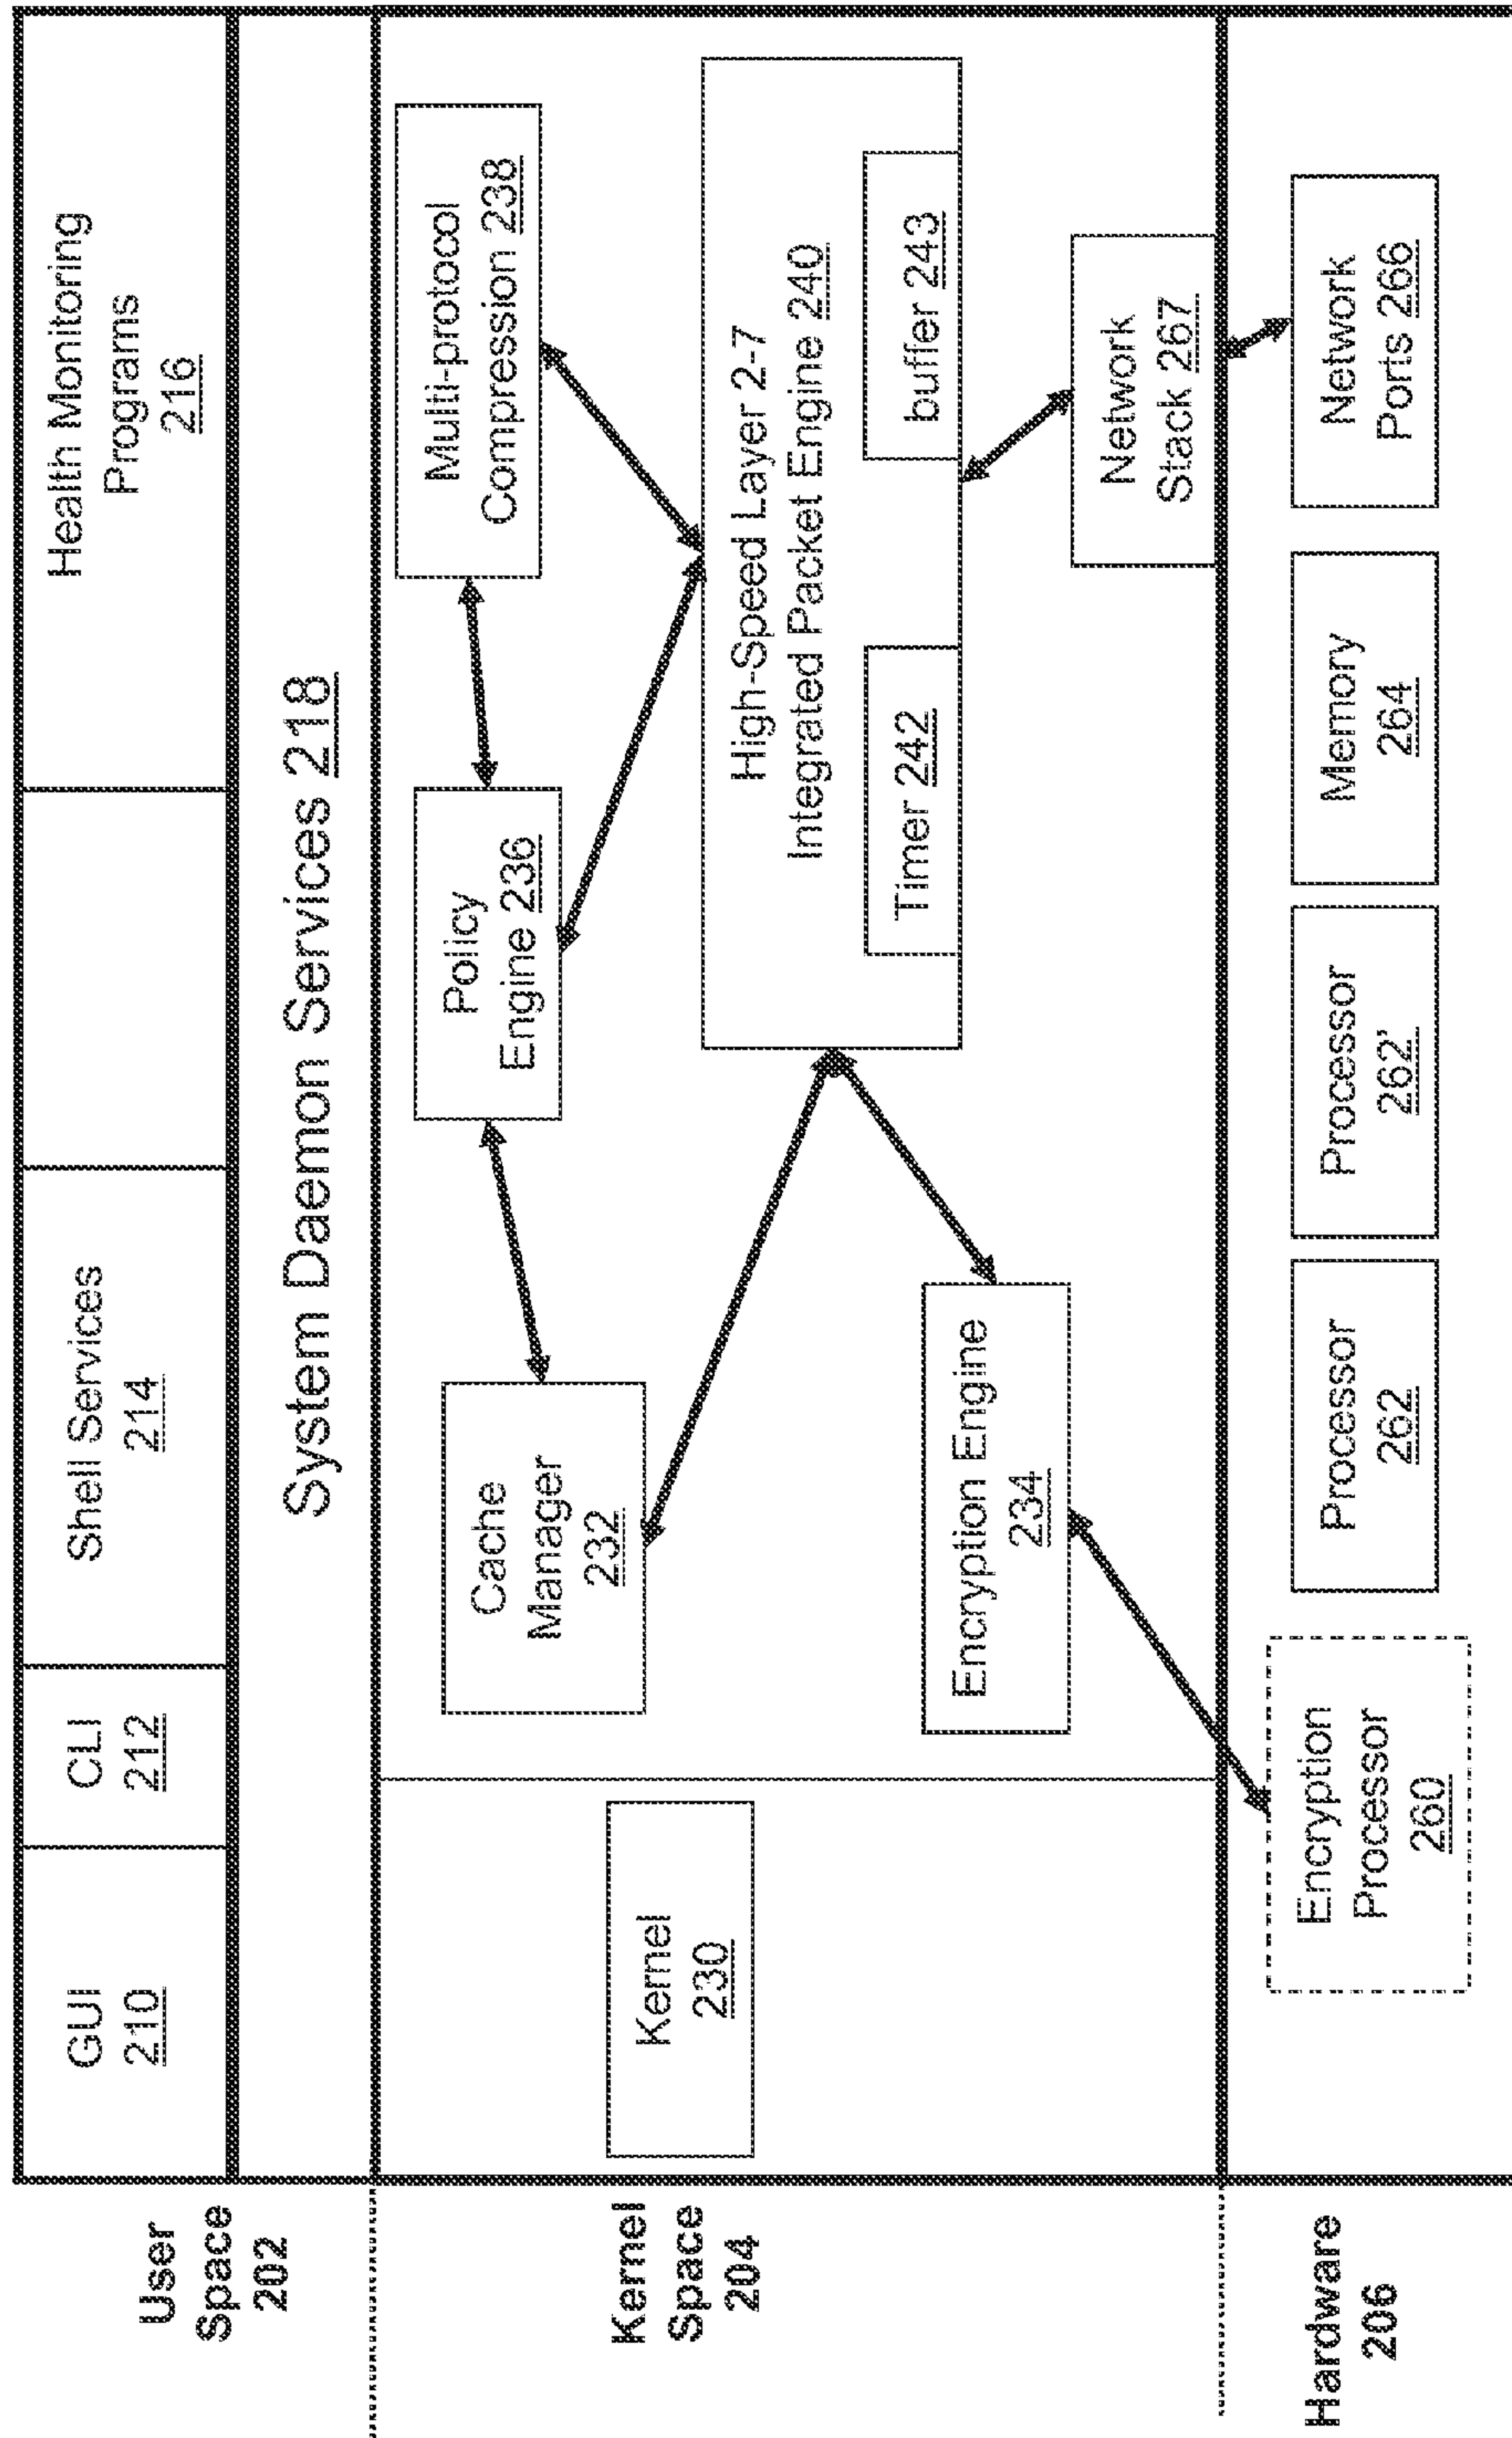 User
Space
202
GUI
210
CLI
212
Shell Services
214
Health Monitoring
Programs
216
System Daemon Services 218
Kernel
Space
204
Kernel
230
Cache
Manager
232
Policy
Engine 236
Multi-protocol
Compression 238
High-Speed Layer 2-7
Integrated Packet Engine 240
Timer 242
buffer 243
Encryption Engine
234
Network
Stack 267
Hardware
206
Encryption
Processor
260
Processor
262
Processor
262'
Memory
264
Network
Ports 266